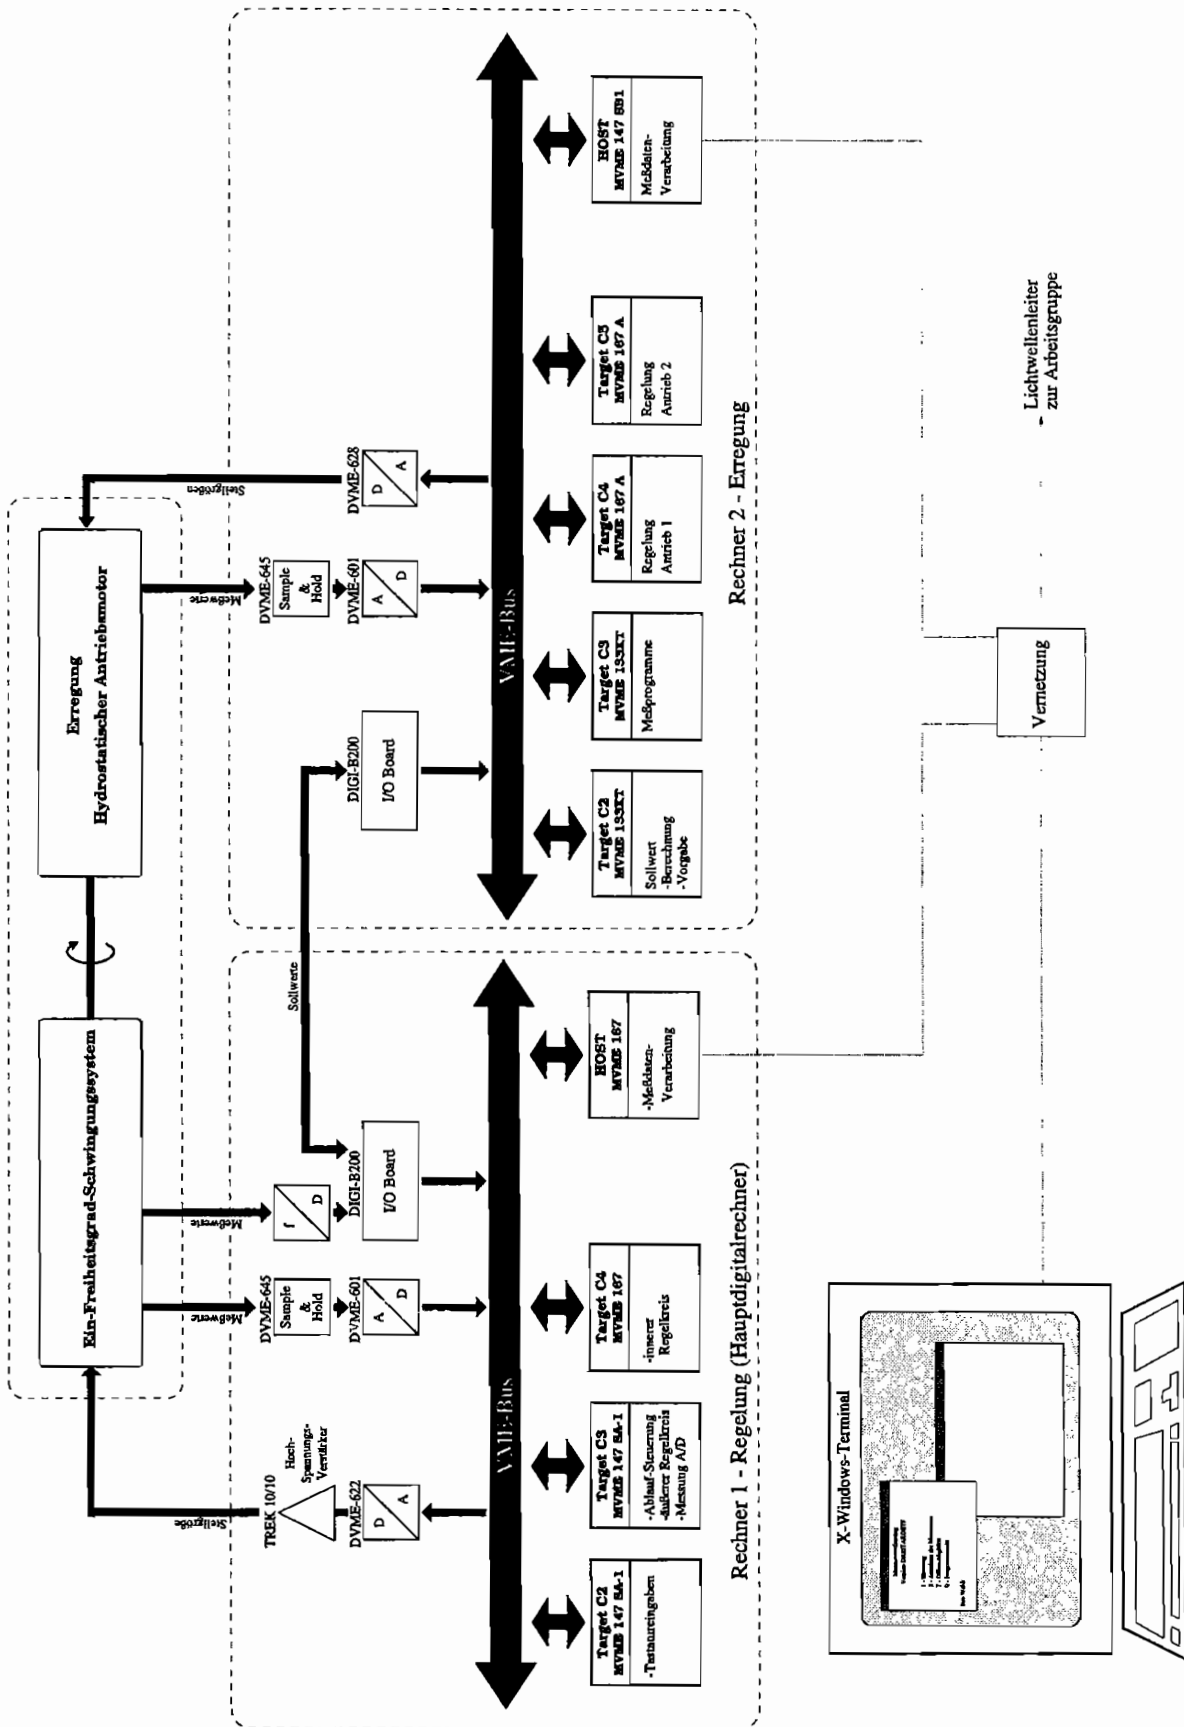 Ein-Freiheitsgrad-Schwingungssystem
Erregung
Hydrostatischer Antriebsmotor
Stellgröße
Meßwerte
Meßwerte
Sollwerte
Meßwerte
Stellgrößen
TREK 10/10
Hoch-
Spannungs-
Verstärker
DVME-622
D
A
DVME-645
Sample
&
Hold
DVME-601
A
D
f
D
DIGI-B200
I/O Board
VME-Bus
Target C2
MVME 147 SA-1
-Tastatureingaben
Target C3
MVME 147 SA-1
-Ablauf-Steuerung
-äußerer Regelkreis
-Messung A/D
Target C4
MVME 167
-innerer
Regelkreis
HOST
MVME 167
-Meßdaten-
Verarbeitung
Rechner 1 - Regelung (Hauptdigitalrechner)
DIGI-B200
I/O Board
DVME-645
Sample
&
Hold
DVME-601
A
D
DVME-628
D
A
VME-Bus
Target C2
MVME 133XT
Sollwert
-Berechnung
-Vorgabe
Target C3
MVME 133XT
Meßprogramme
Target C4
MVME 167 A
Regelung
Antrieb 1
Target C5
MVME 167 A
Regelung
Antrieb 2
HOST
MVME 147 SB1
Meßdaten-
Verarbeitung
Rechner 2 - Erregung
X-Windows-Terminal
Vernetzung
Lichtwellenleiter
zur Arbeitsgruppe